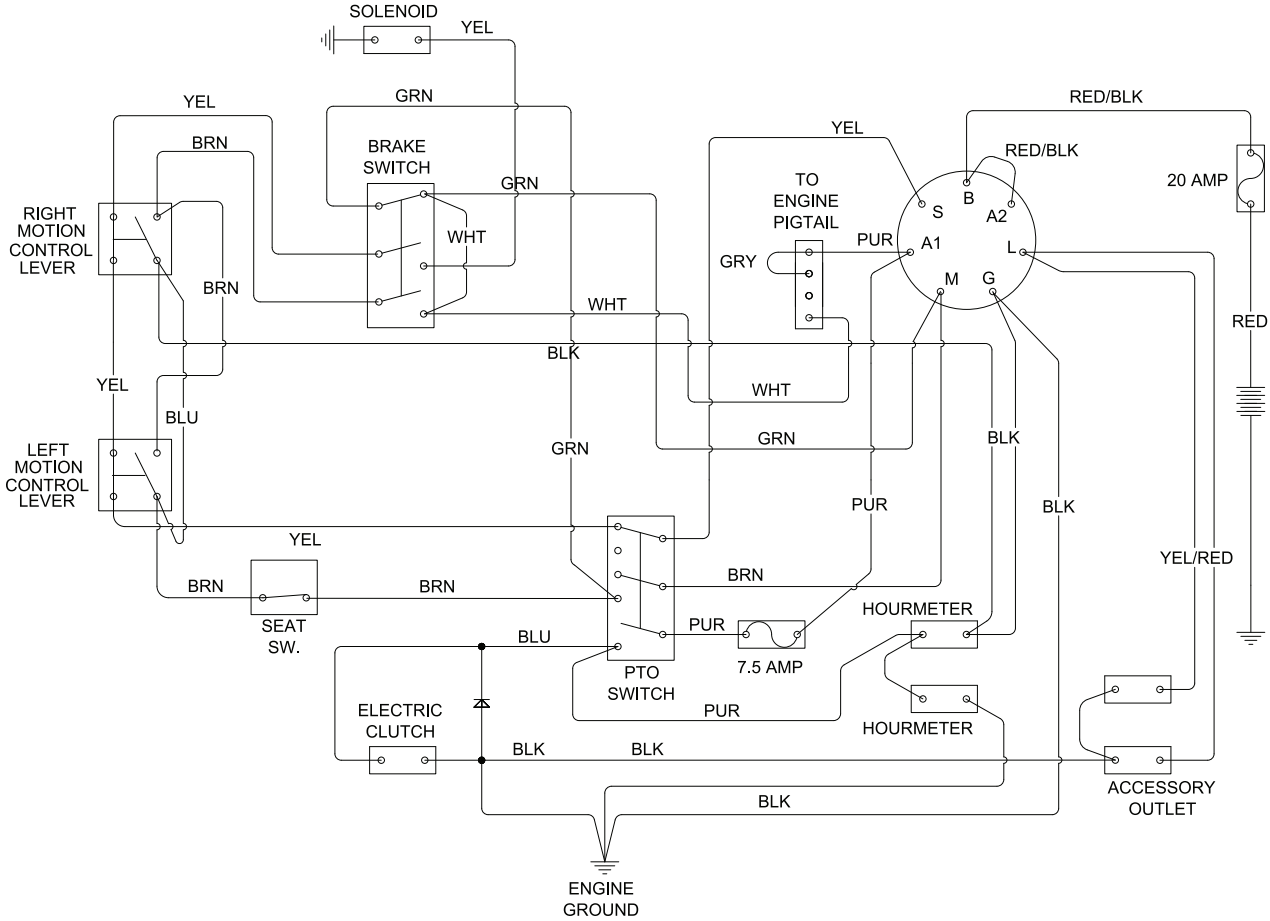 SOLENOID
YEL
GRN
YEL
RED/BLK
YEL
BRN
BRAKE
SWITCH
RED/BLK
TO
ENGINE
PIGTAIL
20 AMP
GRN
B
S
A2
RIGHT
MOTION
CONTROL
LEVER
WHT
PUR
A1
L
GRY
BRN
M
G
WHT
RED
BLK
YEL
WHT
BLU
GRN
BLK
LEFT
MOTION
CONTROL
LEVER
GRN
PUR
BLK
YEL
YEL/RED
BRN
BRN
BRN
HOURMETER
SEAT
SW.
BLU
PUR
7.5 AMP
PTO
SWITCH
ELECTRIC
CLUTCH
PUR
HOURMETER
BLK
BLK
ACCESSORY
OUTLET
BLK
ENGINE
GROUND